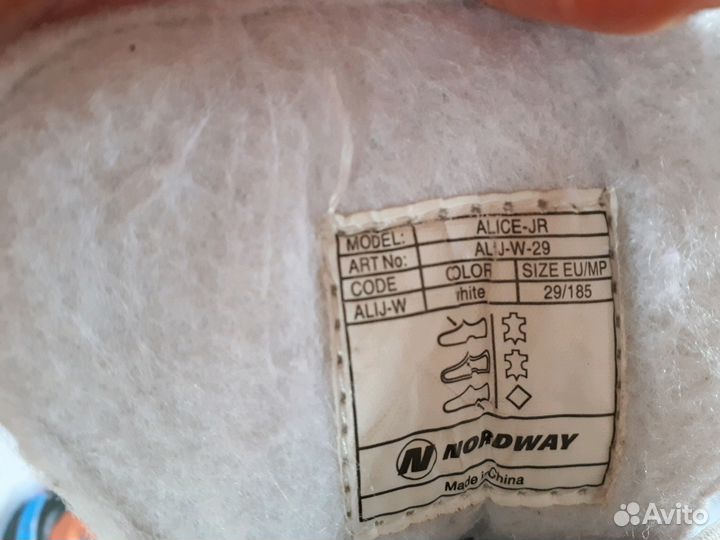 MODEL: ALICE-JR
ART No: ALIJ-W-29
CODE COLOR SIZE EU/MP
ALIJ-W white 29/185
N NORDWAY
Made in China
Avito